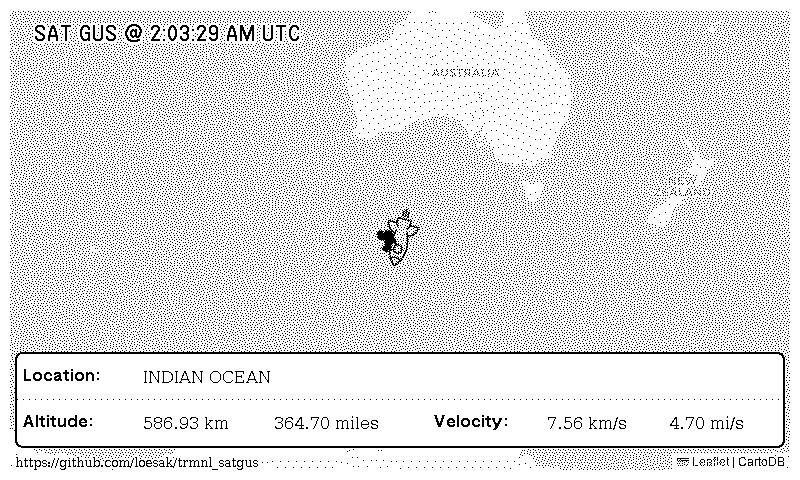 SAT GUS @ 2:03:29 AM UTC
AUSTRALIA
NEW
ZEALAND
Location: INDIAN OCEAN
Altitude: 586.93 km 364.70 miles Velocity: 7.56 km/s 4.70 mi/s
https://github.com/loesak/trmnl_satgus
Leaflet | CartoDB